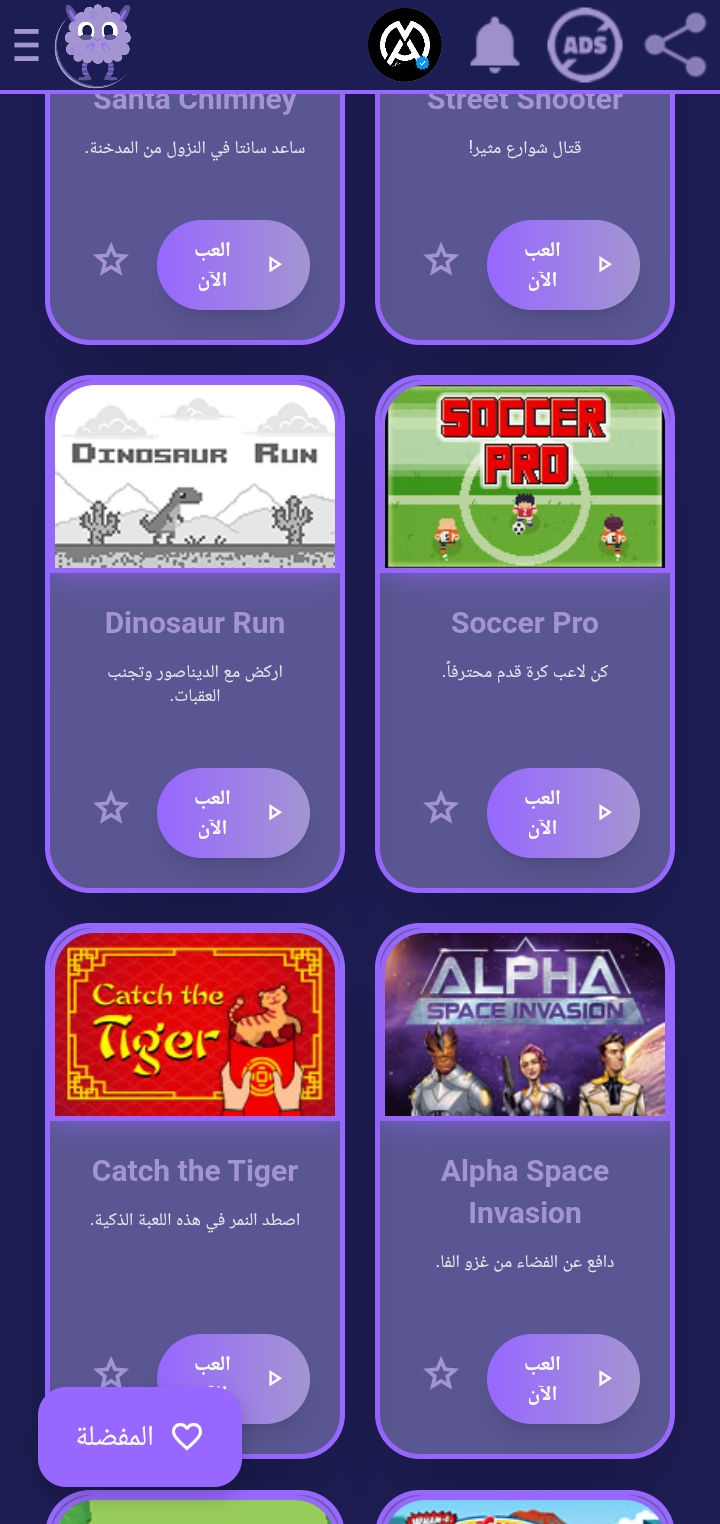 ADS
Santa Chimney
ساعد سانتا في النزول من المدخنة.
العب
الآن
Street Shooter
قتال شوارع مثير!
العب
الآن
DINOSAUR RUN
Dinosaur Run
اركض مع الديناصور وتجنب
العقبات.
العب
الآن
SOCCER
PRO
Soccer Pro
كن لاعب كرة قدم محترفاً.
العب
الآن
Catch the
Tiger
Catch the Tiger
اصطد النمر في هذه اللعبة الذكية.
العب
ALPHA
SPACE INVASION
Alpha Space
Invasion
دافع عن الفضاء من غزو الفا.
العب
الآن
المفضلة